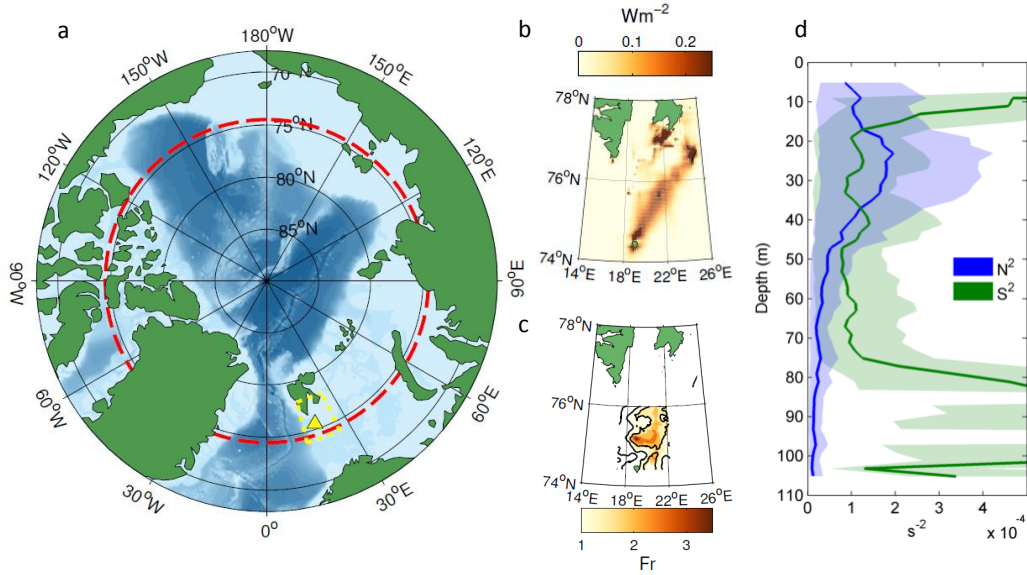 a
180°W
150°W
150°E
70°N
120°W
75°N
120°E
80°N
85°N
90°W
90°E
60°W
60°E
30°W
30°E
0°
b
Wm-2
0 0.1 0.2
78°N
76°N
74°N
14°E 18°E 22°E 26°E
c
78°N
76°N
74°N
14°E 18°E 22°E 26°E
1 2 3
Fr
d
0
10
20
30
40
50
60
70
80
90
100
110
Depth (m)
N²
S²
0 1 2 3 4 5
s-2
x 10-4